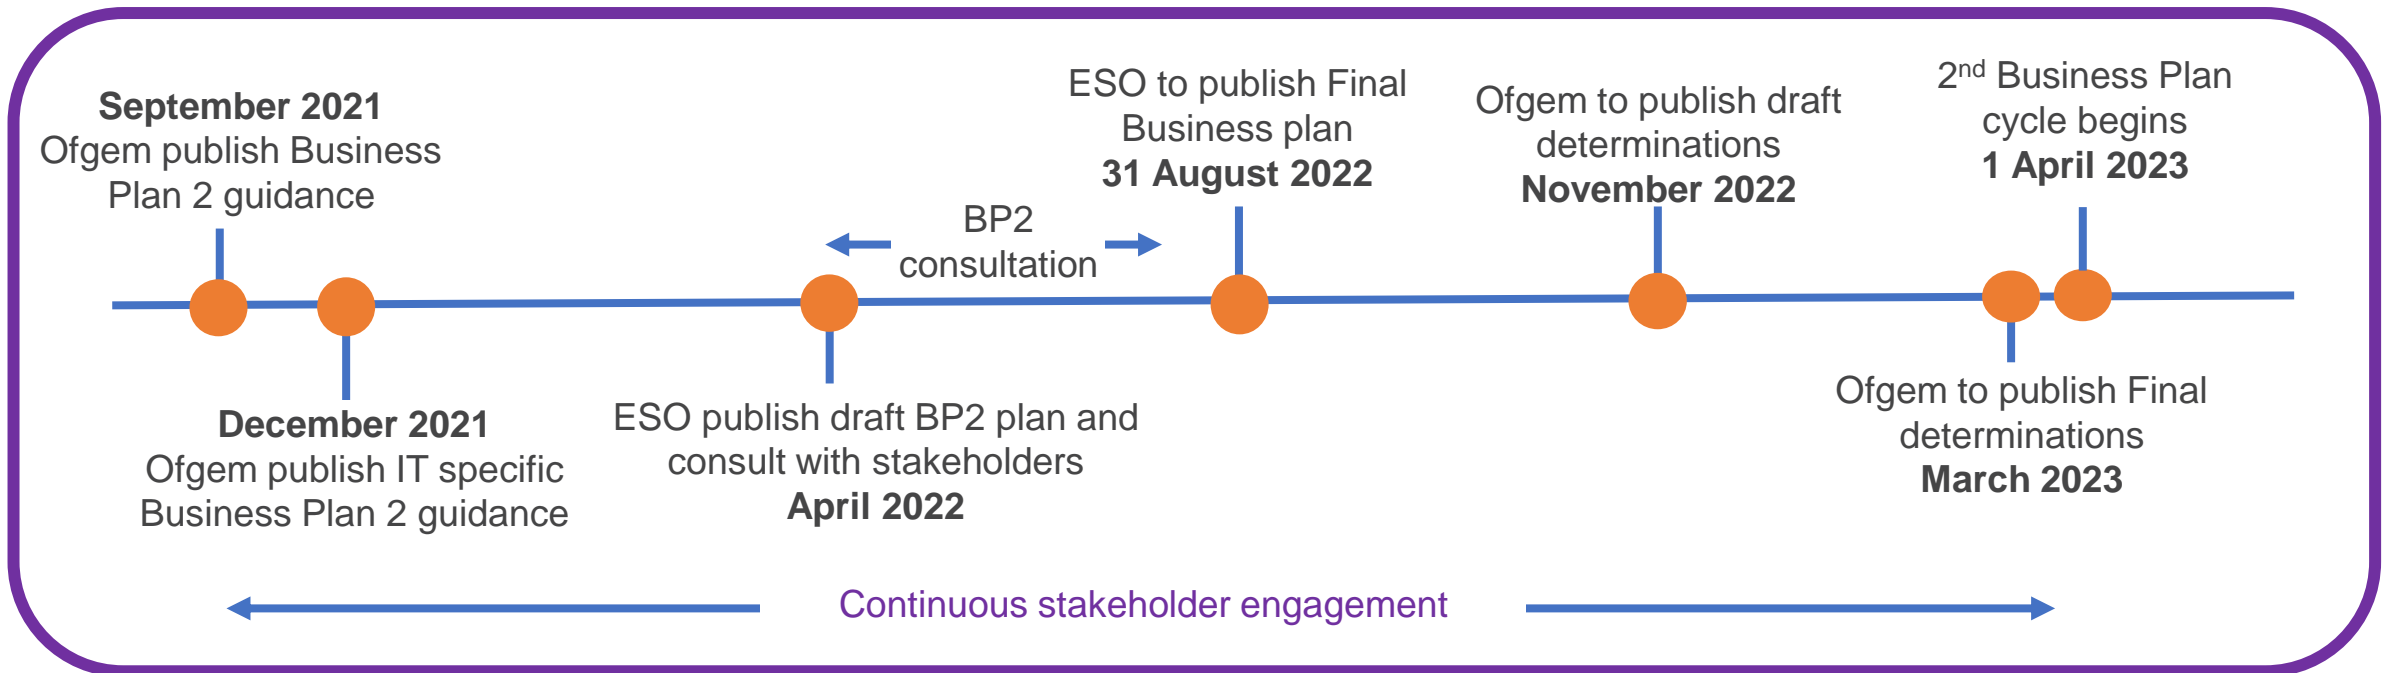 September 2021
Ofgem publish Business
Plan 2 guidance
December 2021
Ofgem publish IT specific
Business Plan 2 guidance
ESO publish draft BP2 plan and
consult with stakeholders
April 2022
BP2
consultation
ESO to publish Final
Business plan
31 August 2022
Ofgem to publish draft
determinations
November 2022
Ofgem to publish Final
determinations
March 2023
2nd Business Plan
cycle begins
1 April 2023
Continuous stakeholder engagement